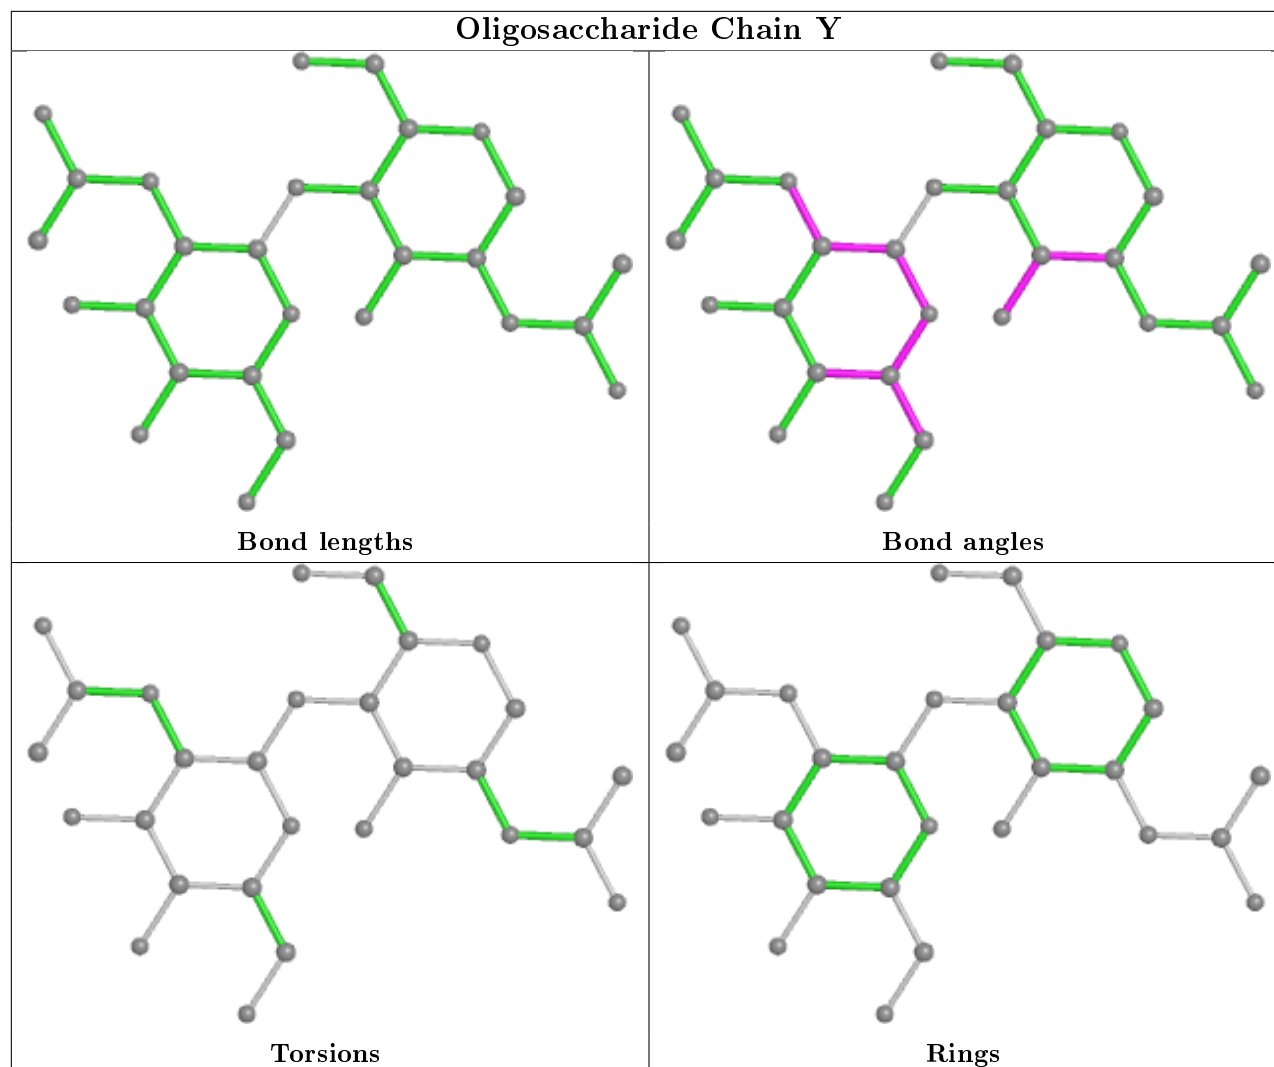 Oligosaccharide Chain Y
Bond lengths
Bond angles
Torsions
Rings